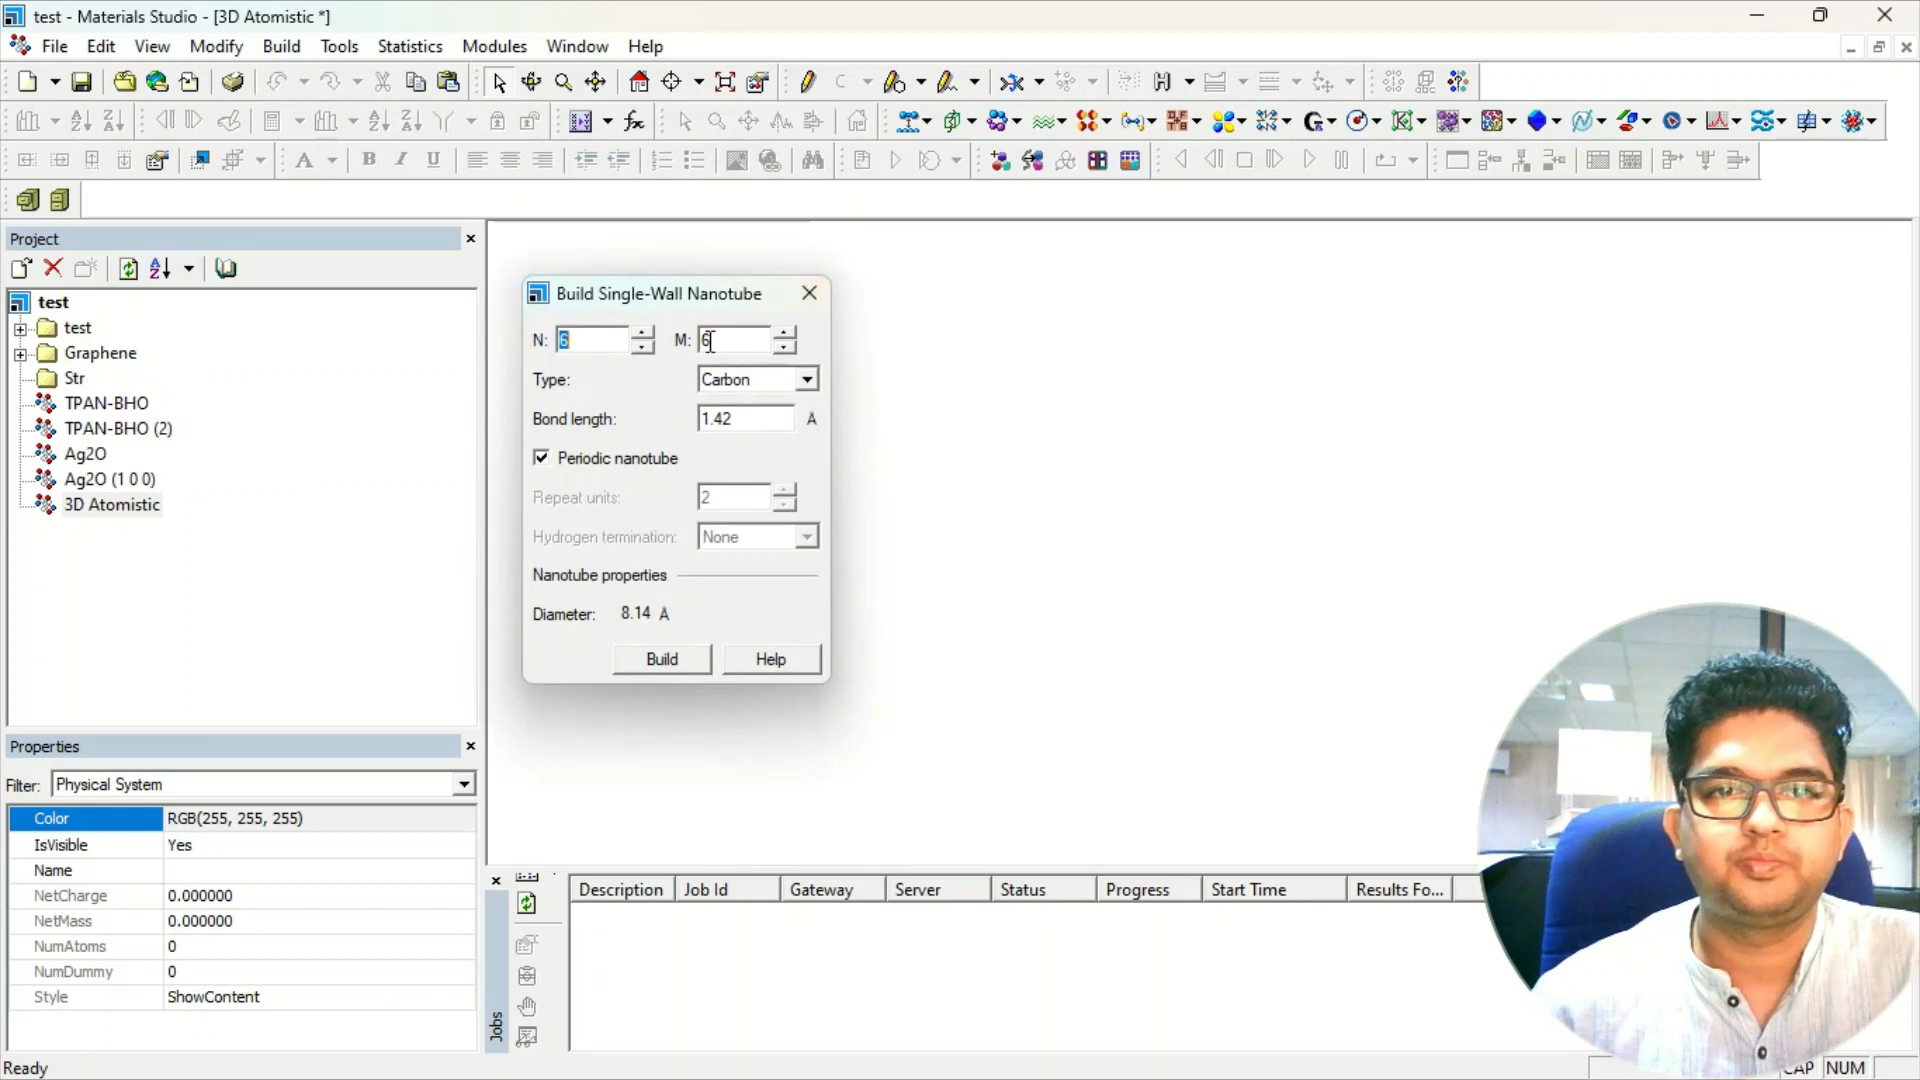 test - Materials Studio - [3D Atomistic *]
File Edit View Modify Build Tools Statistics Modules Window Help
Project
test
test
Graphene
Str
TPAN-BHO
TPAN-BHO (2)
Ag2O
Ag2O (1 0 0)
3D Atomistic
Build Single-Wall Nanotube
N: 6 M: 6
Type: Carbon
Bond length: 1.42 Å
Periodic nanotube
Repeat units: 2
Hydrogen termination: None
Nanotube properties
Diameter: 8.14 Å
Build Help
Properties
Filter: Physical System
Color RGB(255, 255, 255)
IsVisible Yes
Name
NetCharge 0.000000
NetMass 0.000000
NumAtoms 0
NumDummy 0
Style ShowContent
Jobs
Description Job Id Gateway Server Status Progress Start Time Results Fo...
Ready
CAP NUM